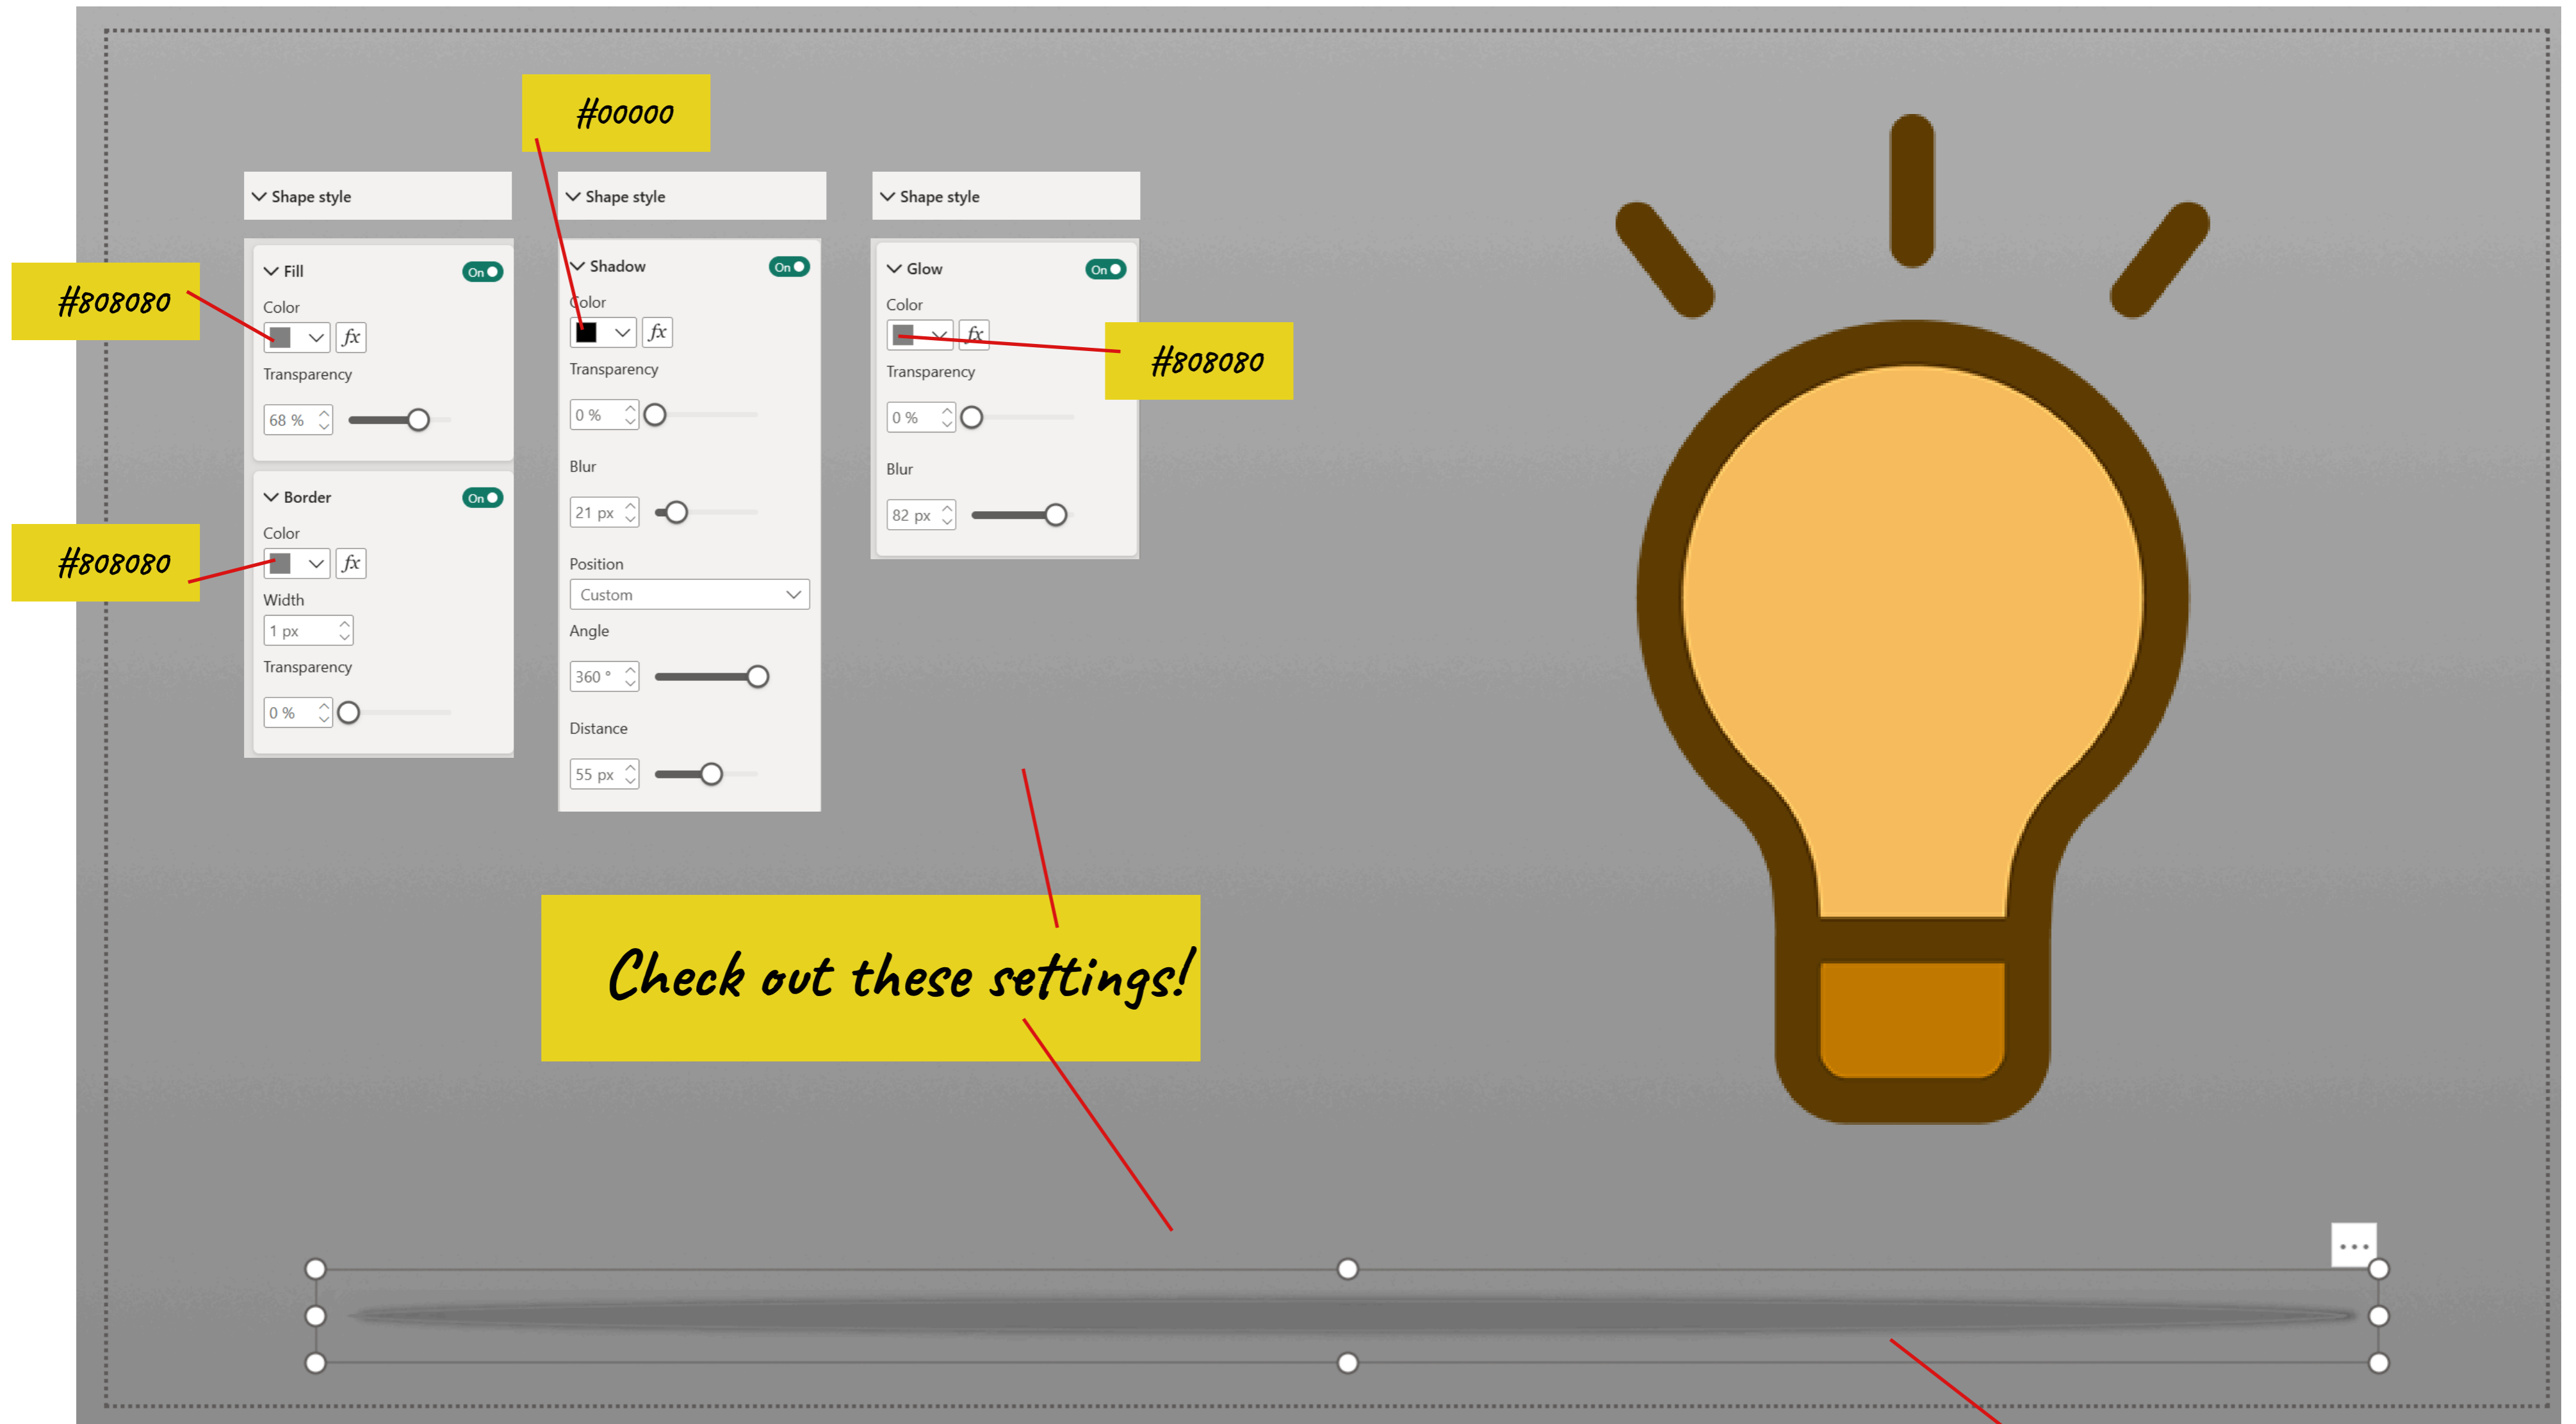 #00000
Shape style
Shape style
Shape style
#808080
Fill
On
Color
fx
Transparency
68 %
#808080
Border
On
Color
fx
Width
1 px
Transparency
0 %
Shadow
On
Color
fx
Transparency
0 %
Blur
21 px
Position
Custom
Angle
360 °
Distance
55 px
Glow
On
Color
fx
#808080
Transparency
0 %
Blur
82 px
Check out these settings!